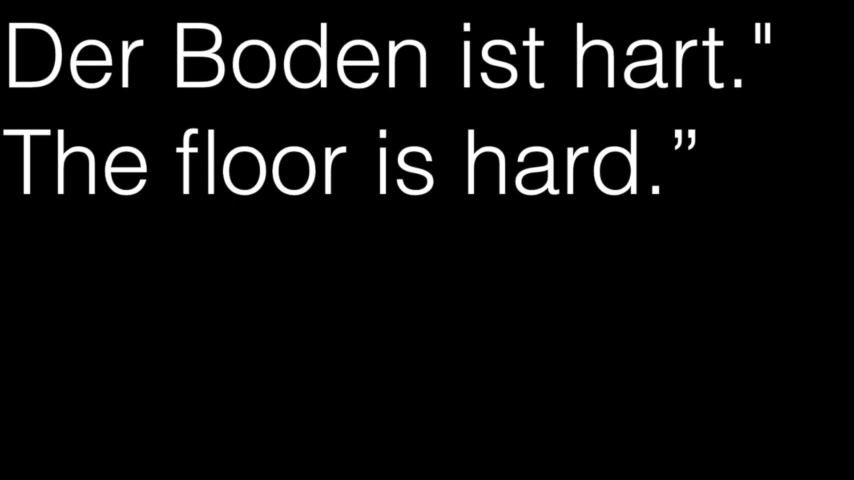 Der Boden ist hart."
The floor is hard.”